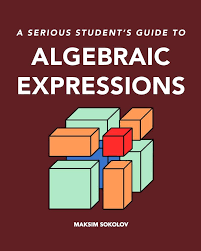 A SERIOUS STUDENT'S GUIDE TO
ALGEBRAIC
EXPRESSIONS
MAKSIM SOKOLOV